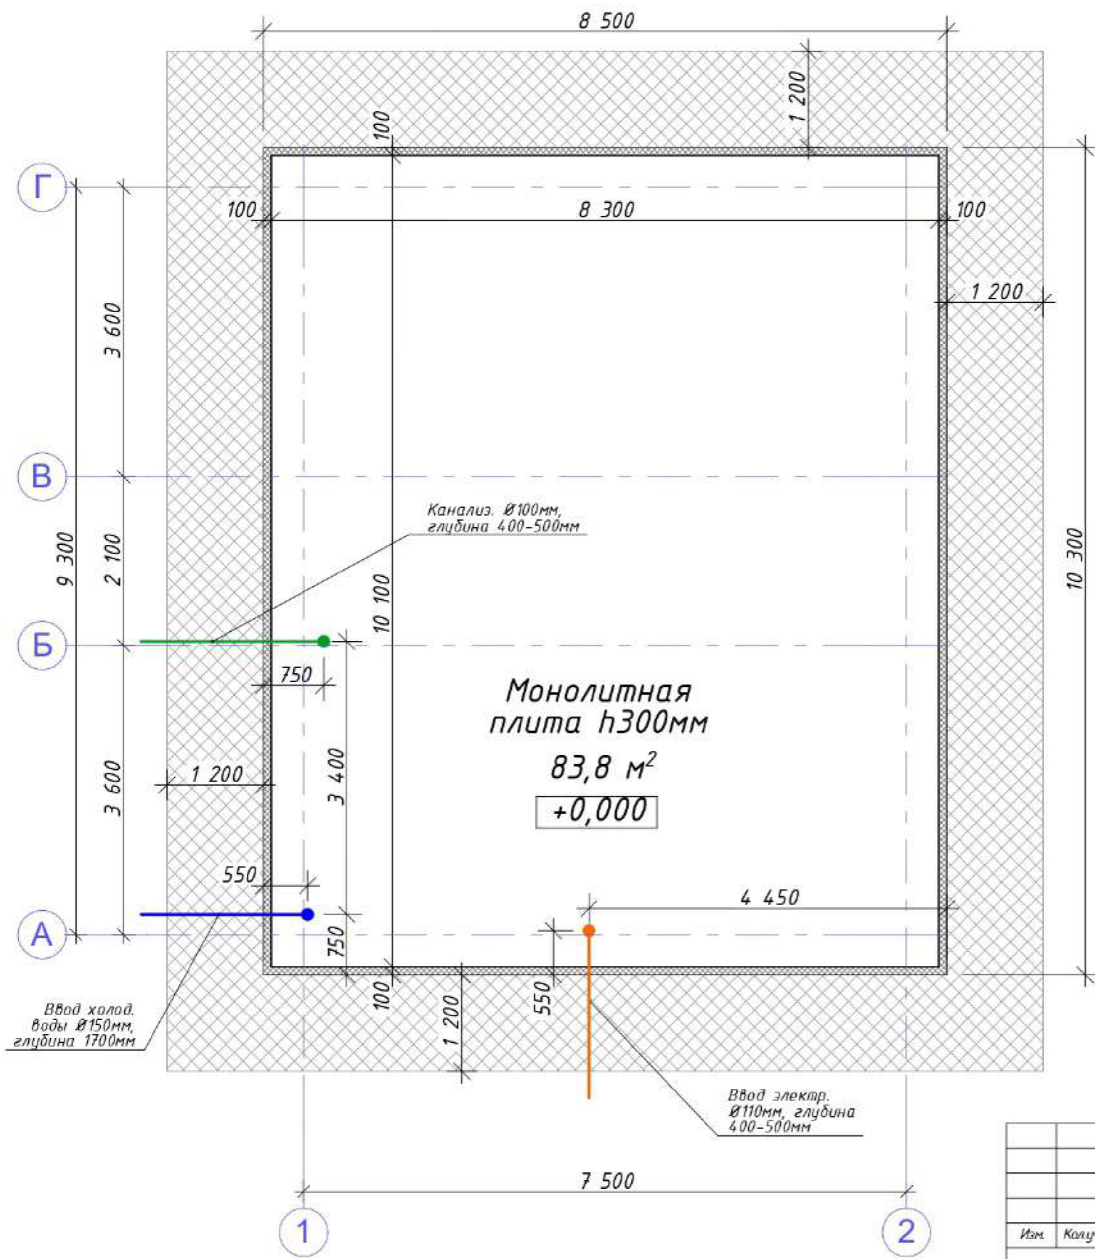 8 500
1 200
100
Г
100
8 300
100
1 200
3 600
В
Канализ. Ø100мм,
глубина 400-500мм
9 300
2 100
10 100
10 300
Б
750
Монолитная
плита h300мм
83,8 м²
+0,000
1 200
3 600
3 400
550
4 450
А
750
550
100
1 200
Ввод холод.
воды Ø150мм,
глубина 1700мм
Ввод электр.
Ø110мм, глубина
400-500мм
7 500
1
2
Изм.